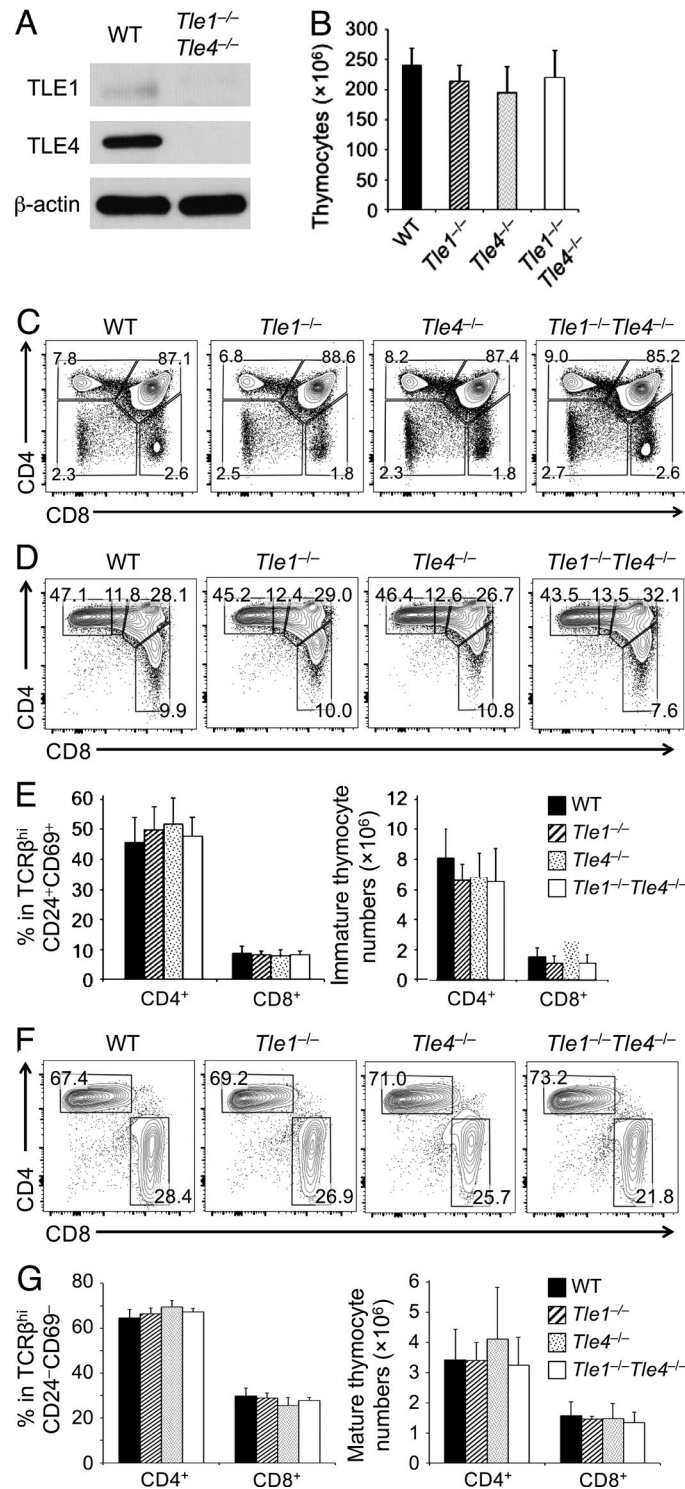 A
WT
Tle1–/–
Tle4–/–
TLE1
TLE4
β-actin
B
Thymocytes (×10⁶)
300
250
200
150
100
50
0
WT
Tle1–/–
Tle4–/–
Tle1–/–
Tle4–/–
C
WT
Tle1–/–
Tle4–/–
Tle1–/–Tle4–/–
7.8 87.1
2.3 2.6
6.8 88.6
2.5 1.8
8.2 87.4
2.3 1.8
9.0 85.2
2.7 2.6
CD4
CD8
D
WT
Tle1–/–
Tle4–/–
Tle1–/–Tle4–/–
47.1 11.8 28.1
9.9
45.2 12.4 29.0
10.0
46.4 12.6 26.7
10.8
43.5 13.5 32.1
7.6
CD4
CD8
E
% in TCRβhi
CD24+CD69+
60
50
40
30
20
10
0
CD4+
CD8+
Immature thymocyte
numbers (×10⁶)
12
10
8
6
4
2
0
CD4+
CD8+
WT
Tle1–/–
Tle4–/–
Tle1–/–Tle4–/–
F
WT
Tle1–/–
Tle4–/–
Tle1–/–Tle4–/–
67.4
28.4
69.2
26.9
71.0
25.7
73.2
21.8
CD4
CD8
G
% in TCRβhi
CD24–CD69–
80
60
40
20
0
CD4+
CD8+
Mature thymocyte
numbers (×10⁶)
6
5
4
3
2
1
0
CD4+
CD8+
WT
Tle1–/–
Tle4–/–
Tle1–/–Tle4–/–